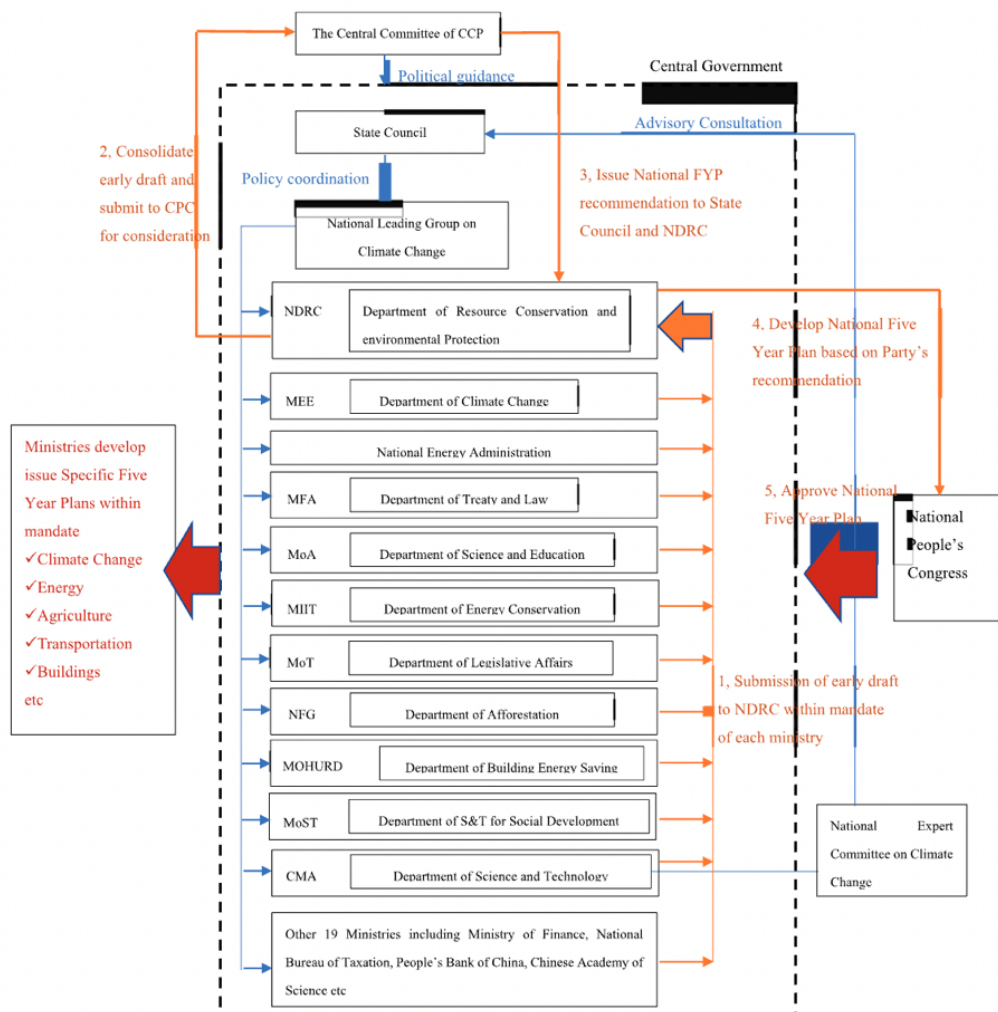 The Central Committee of CCP
Political guidance
Central Government
State Council
Advisory Consultation
2, Consolidate
early draft and
submit to CPC
for consideration
Policy coordination
3, Issue National FYP
recommendation to State
Council and NDRC
National Leading Group on
Climate Change
NDRC
Department of Resource Conservation and
environmental Protection
4, Develop National Five
Year Plan based on Party's
recommendation
MEE
Department of Climate Change
National Energy Administration
Ministries develop
issue Specific Five
Year Plans within
mandate
✓Climate Change
✓Energy
✓Agriculture
✓Transportation
✓Buildings
etc
MFA
Department of Treaty and Law
5, Approve National
Five Year Plan
National
People's
Congress
MoA
Department of Science and Education
MIIT
Department of Energy Conservation
MoT
Department of Legislative Affairs
1, Submission of early draft
to NDRC within mandate
of each ministry
NFG
Department of Afforestation
MOHURD
Department of Building Energy Saving
MoST
Department of S&T for Social Development
National Expert
Committee on Climate
Change
CMA
Department of Science and Technology
Other 19 Ministries including Ministry of Finance, National
Bureau of Taxation, People's Bank of China, Chinese Academy of
Science etc